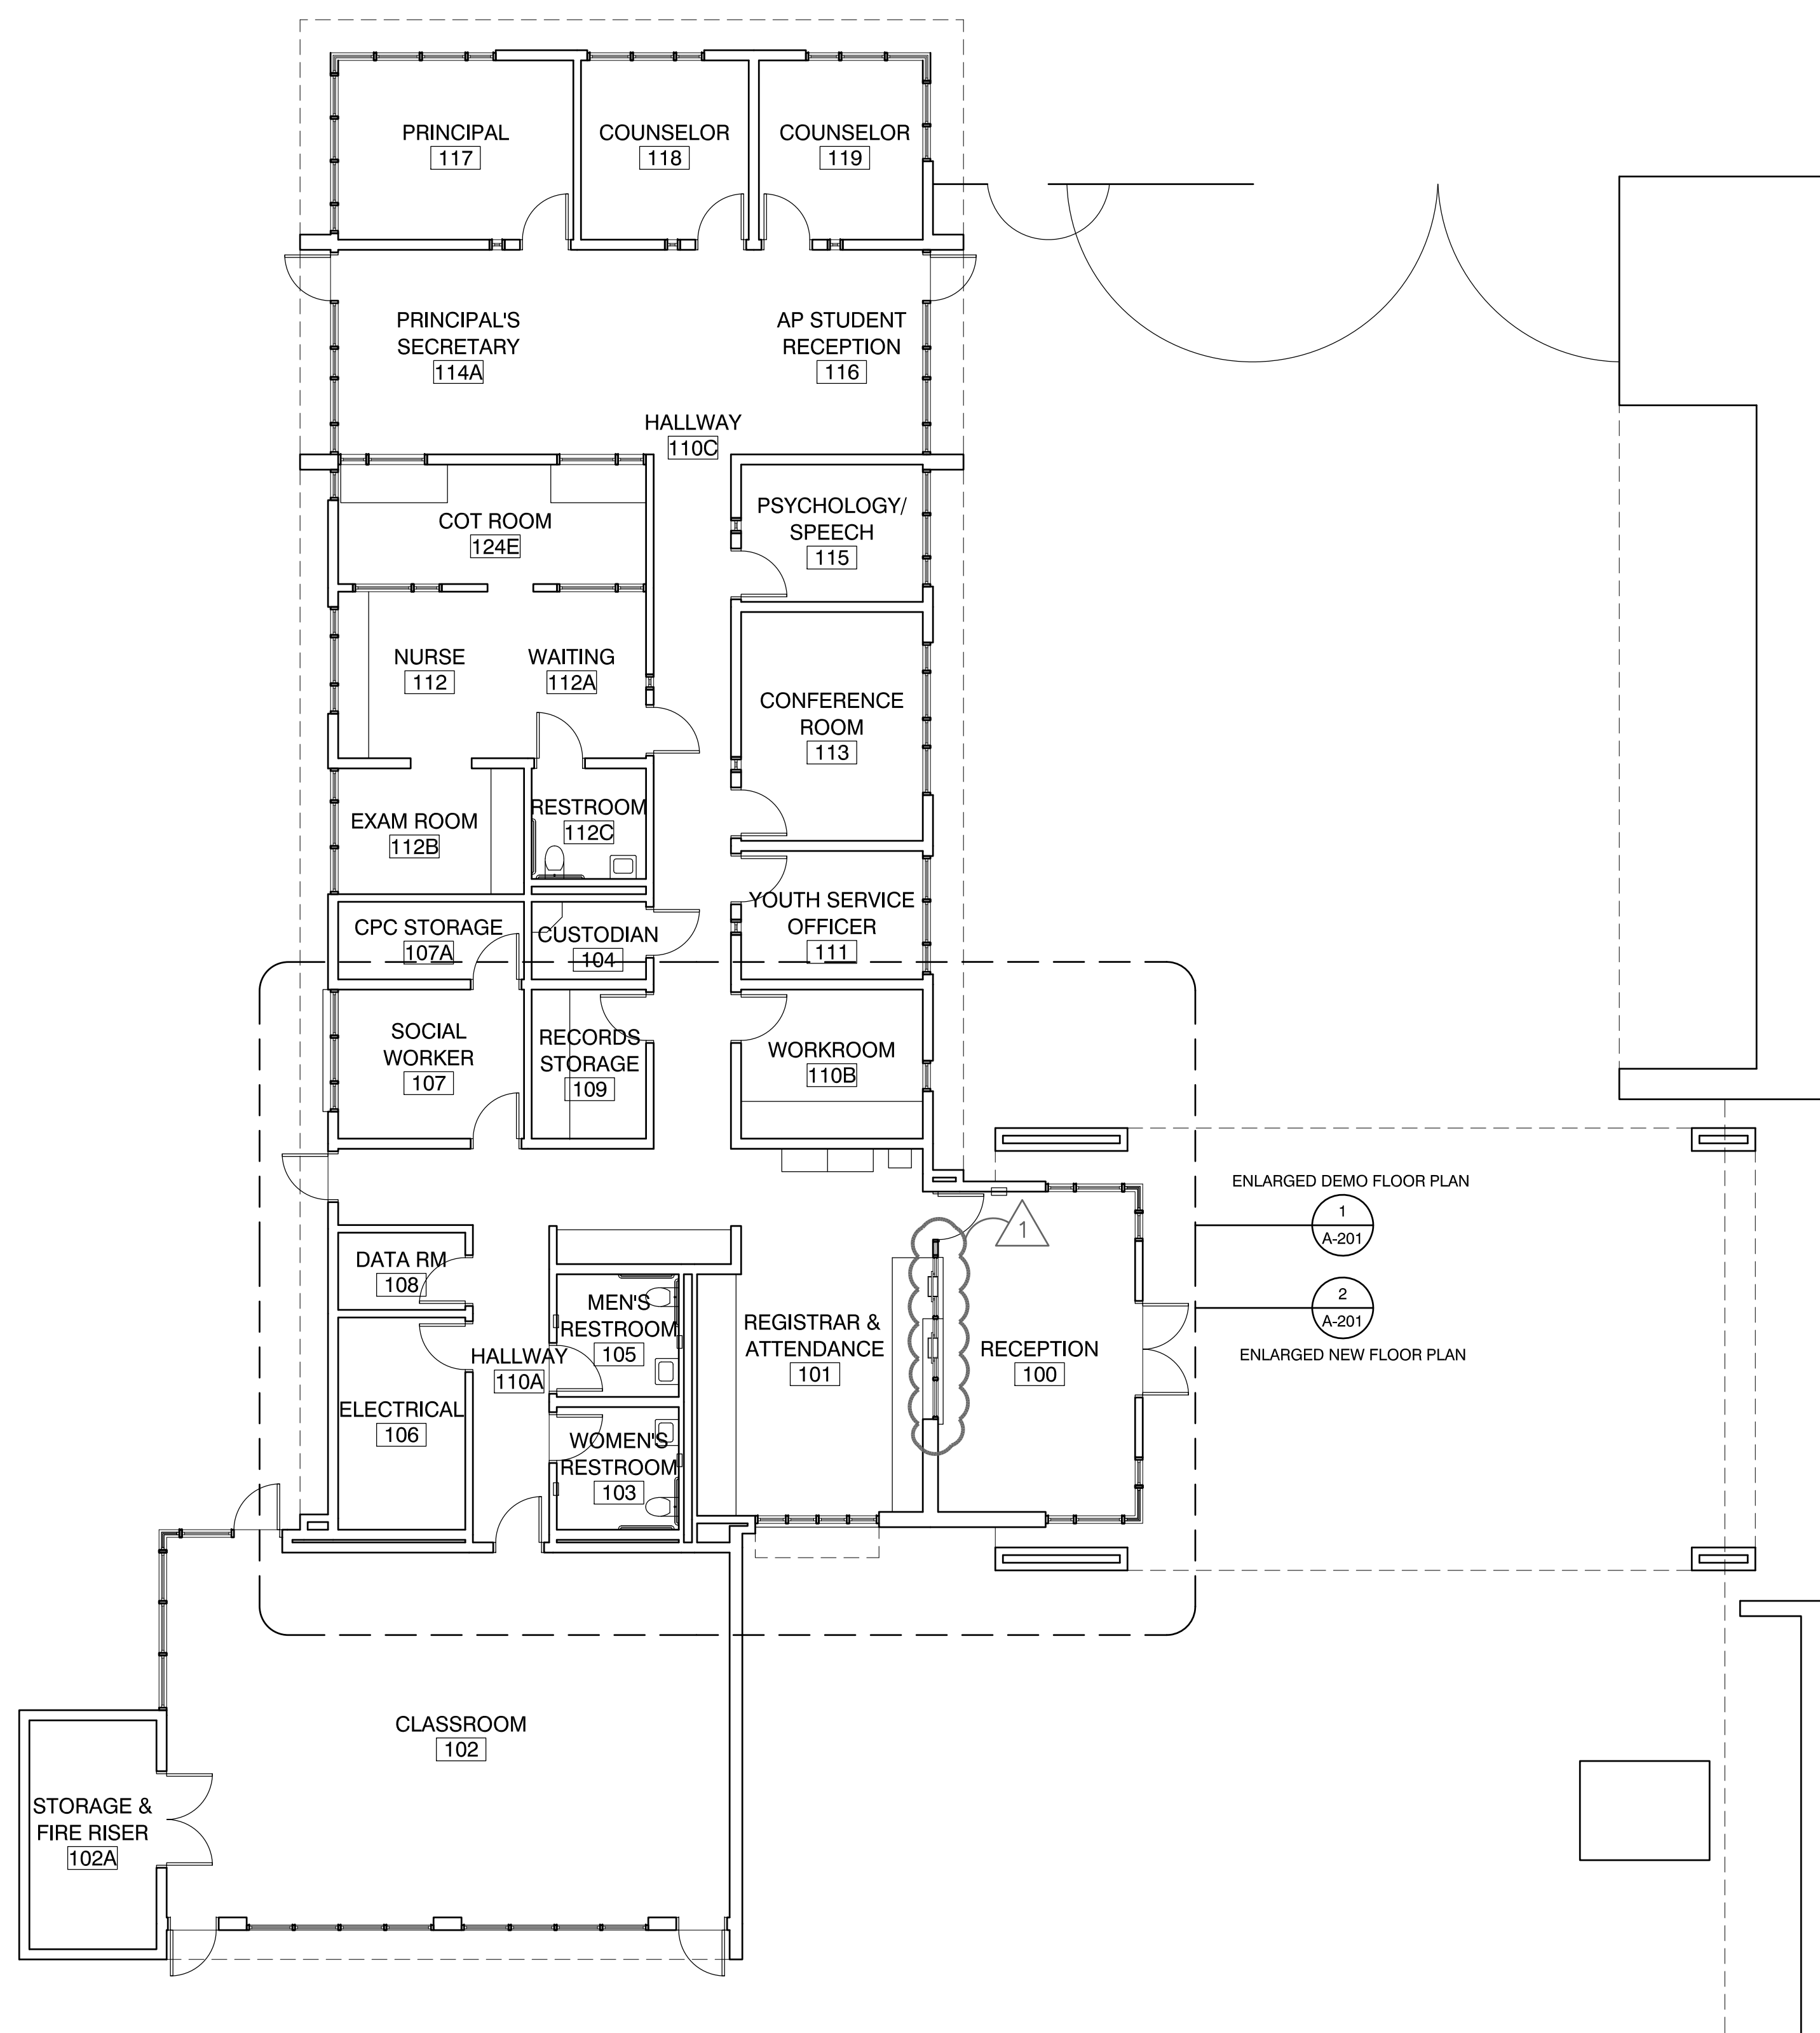 PRINCIPAL
117
COUNSELOR
118
COUNSELOR
119
PRINCIPAL'S
SECRETARY
114A
AP STUDENT
RECEPTION
116
HALLWAY
110C
COT ROOM
124E
PSYCHOLOGY/
SPEECH
115
NURSE
112
WAITING
112A
CONFERENCE
ROOM
113
EXAM ROOM
112B
RESTROOM
112C
YOUTH SERVICE
OFFICER
111
CPC STORAGE
107A
CUSTODIAN
104
SOCIAL
WORKER
107
RECORDS
STORAGE
109
WORKROOM
110B
ENLARGED DEMO FLOOR PLAN
1
A-201
1
DATA RM
108
MEN'S
RESTROOM
105
REGISTRAR &
ATTENDANCE
101
RECEPTION
100
2
A-201
ENLARGED NEW FLOOR PLAN
HALLWAY
110A
ELECTRICAL
106
WOMEN'S
RESTROOM
103
CLASSROOM
102
STORAGE &
FIRE RISER
102A